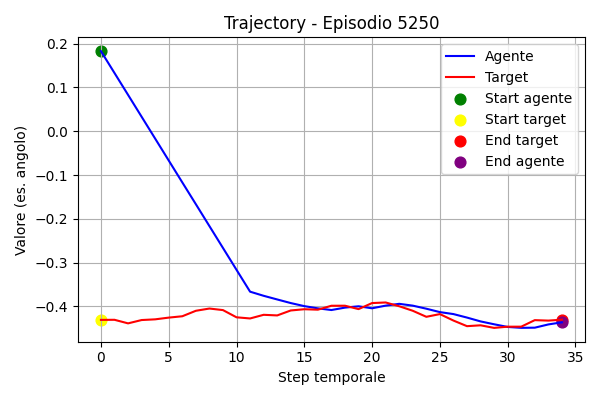 Trajectory - Episodio 5250
Valore (es. angolo)
0.2
0.1
0.0
−0.1
−0.2
−0.3
−0.4
Agente
Target
Start agente
Start target
End target
End agente
0 5 10 15 20 25 30 35
Step temporale